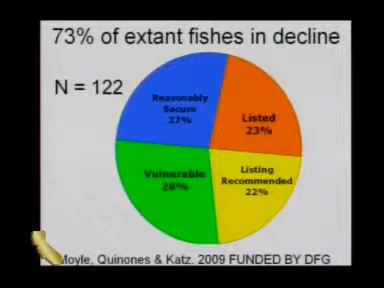 73% of extant fishes in decline
N = 122
Reasonably
Secure
27%
Listed
23%
Vulnerable
28%
Listing
Recommended
22%
Moyle, Quinones & Katz. 2009 FUNDED BY DFG